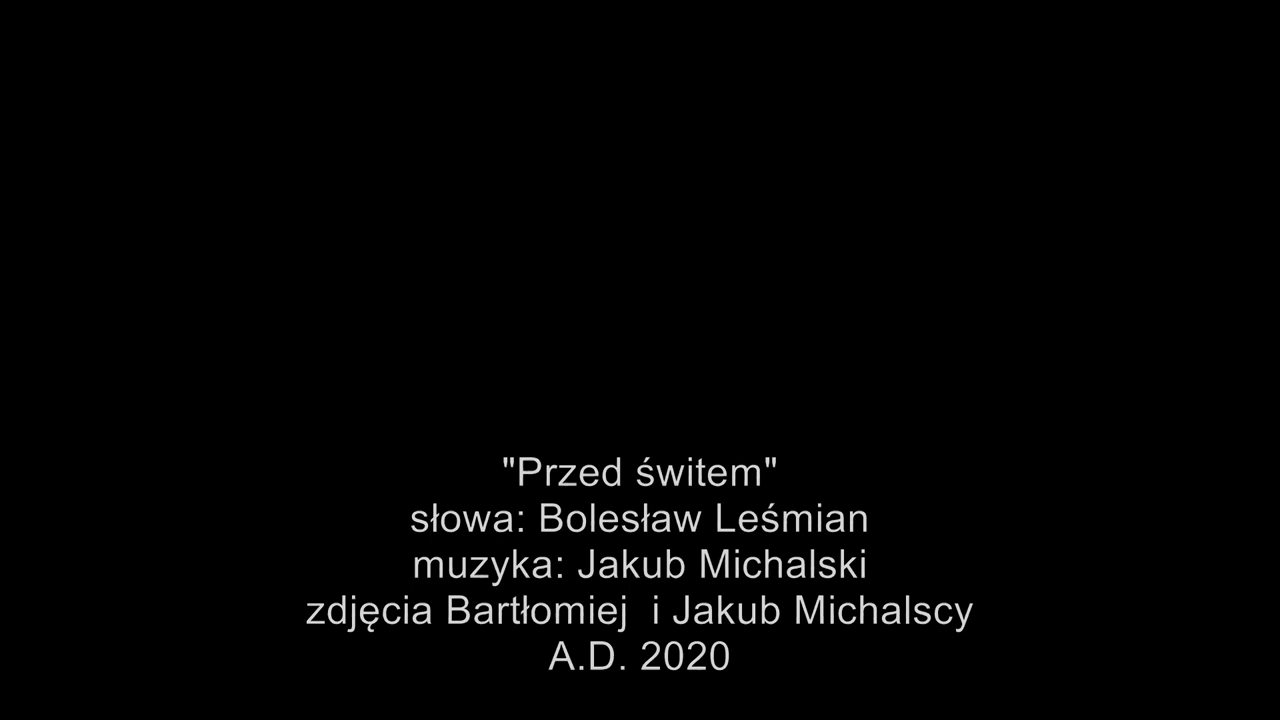 "Przed świtem"
słowa: Bolesław Leśmian
muzyka: Jakub Michalski
zdjęcia Bartłomiej  i Jakub Michalscy
A.D. 2020